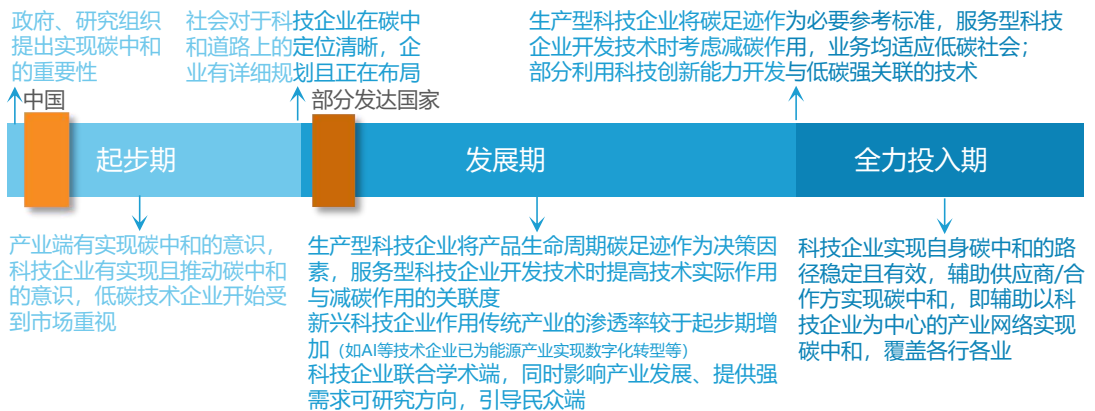 政府、研究组织
提出实现碳中和
的重要性
社会对于科技企业在碳中
和道路上的定位清晰，企
业有详细规划且正在布局
生产型科技企业将碳足迹作为必要参考标准，服务型科技
企业开发技术时考虑减碳作用，业务均适应低碳社会；
部分利用科技创新能力开发与低碳强关联的技术
中国
部分发达国家
起步期
发展期
全力投入期
产业端有实现碳中和的意识，
科技企业有实现且推动碳中和
的意识，低碳技术企业开始受
到市场重视
生产型科技企业将产品生命周期碳足迹作为决策因
素，服务型科技企业开发技术时提高技术实际作用
与减碳作用的关联度
新兴科技企业作用传统产业的渗透率较于起步期增
加（如AI等技术企业已为能源产业实现数字化转型等）
科技企业联合学术端，同时影响产业发展、提供强
需求可研究方向，引导民众端
科技企业实现自身碳中和的路
径稳定且有效，辅助供应商/合
作方实现碳中和，即辅助以科
技企业为中心的产业网络实现
碳中和，覆盖各行各业